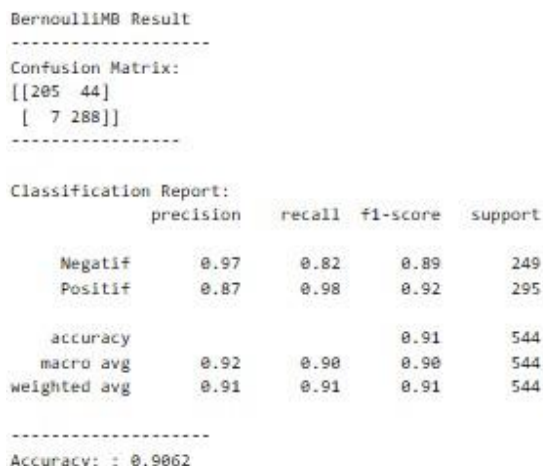 BernoulliMB Result
--------------------
Confusion Matrix:
[[205  44]
 [  7 288]]
-----------------
Classification Report:
              precision    recall  f1-score   support
     Negatif       0.97      0.82      0.89       249
     Positif       0.87      0.98      0.92       295
    accuracy                           0.91       544
   macro avg       0.92      0.90      0.90       544
weighted avg       0.91      0.91      0.91       544
--------------------
Accuracy: : 0.9062